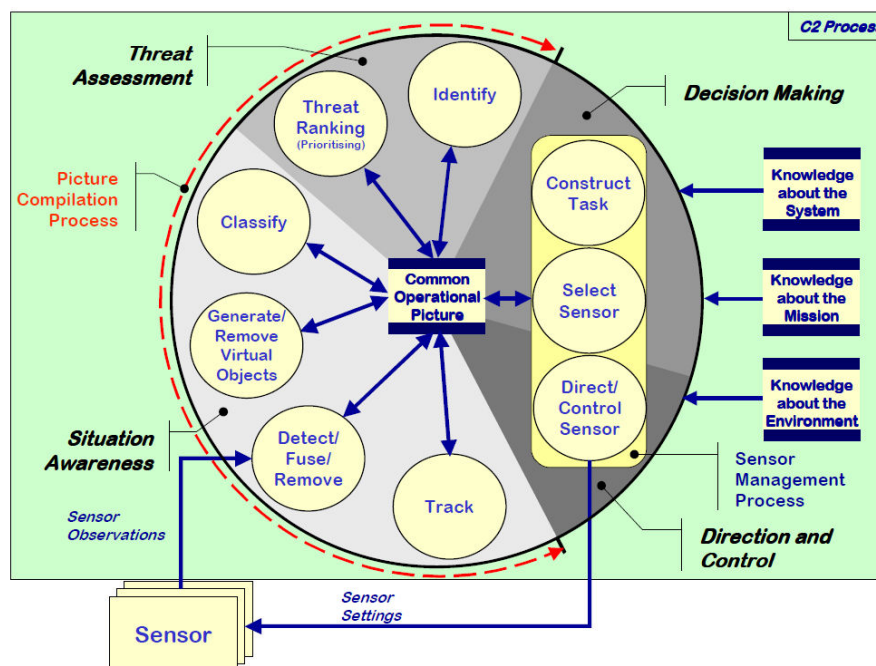 C2 Process
Threat
Assessment
Identify
Threat
Ranking
(Prioritising)
Decision Making
Picture
Compilation
Process
Classify
Construct
Task
Knowledge
about the
System
Common
Operational
Picture
Select
Sensor
Knowledge
about the
Mission
Generate/
Remove
Virtual
Objects
Direct/
Control
Sensor
Knowledge
about the
Environment
Situation
Awareness
Detect/
Fuse/
Remove
Track
Sensor
Management
Process
Sensor
Observations
Direction and
Control
Sensor
Settings
Sensor